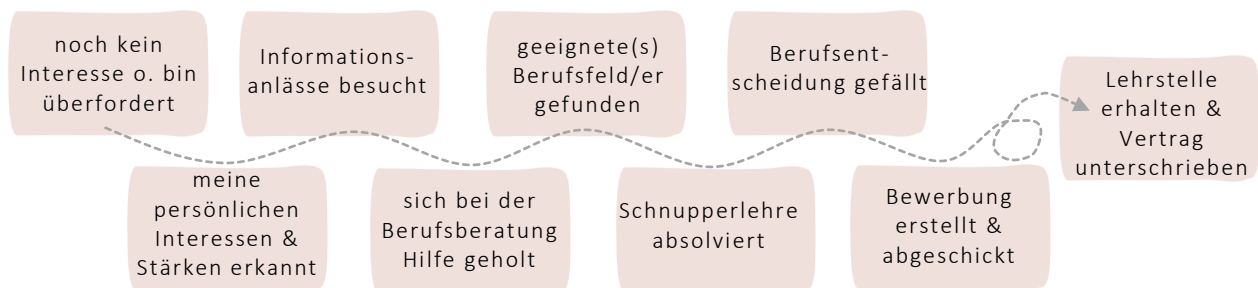 noch kein
Interesse o. bin
überfordert
meine
persönlichen
Interessen &
Stärken erkannt
Informations-
anlässe besucht
sich bei der
Berufsberatung
Hilfe geholt
geeignete(s)
Berufsfeld/er
gefunden
Schnupperlehre
absolviert
Berufsent-
scheidung gefällt
Bewerbung
erstellt &
abgeschickt
Lehrstelle
erhalten &
Vertrag
unterschrieben